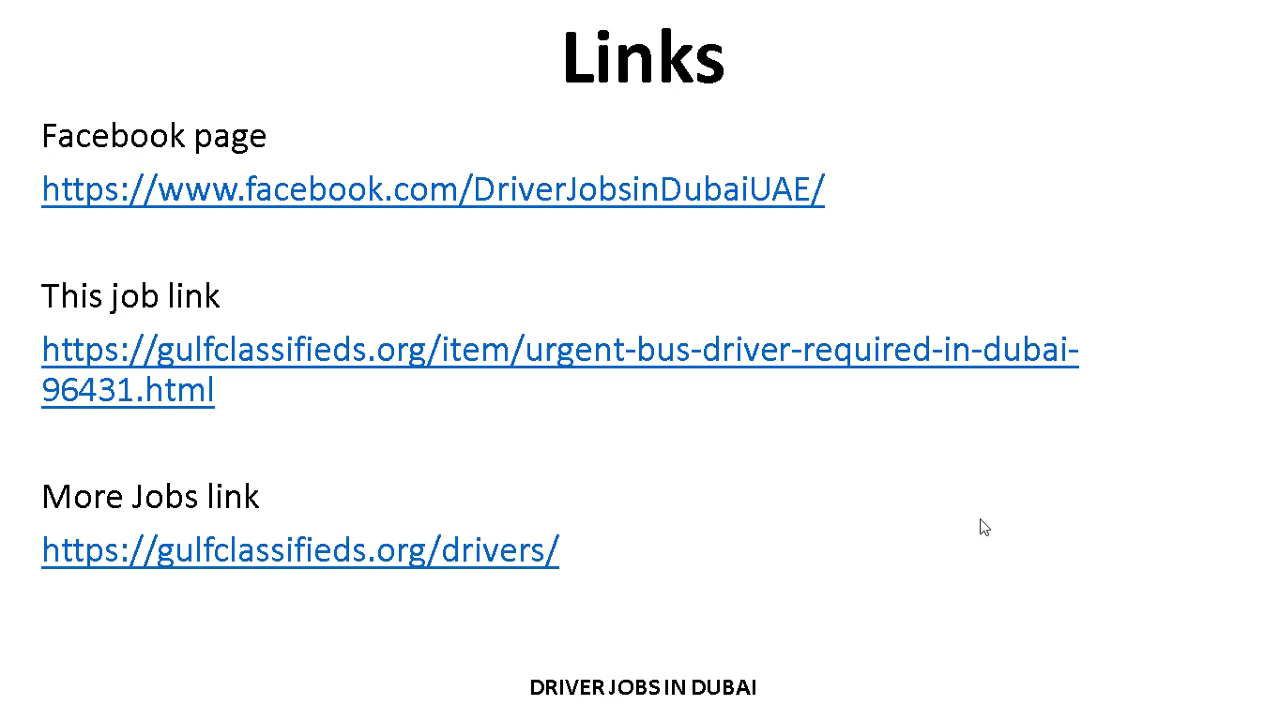 Links
Facebook page
https://www.facebook.com/DriverJobsinDubaiUAE/
This job link
https://gulfclassifieds.org/item/urgent-bus-driver-required-in-dubai-
96431.html
More Jobs link
https://gulfclassifieds.org/drivers/
DRIVER JOBS IN DUBAI